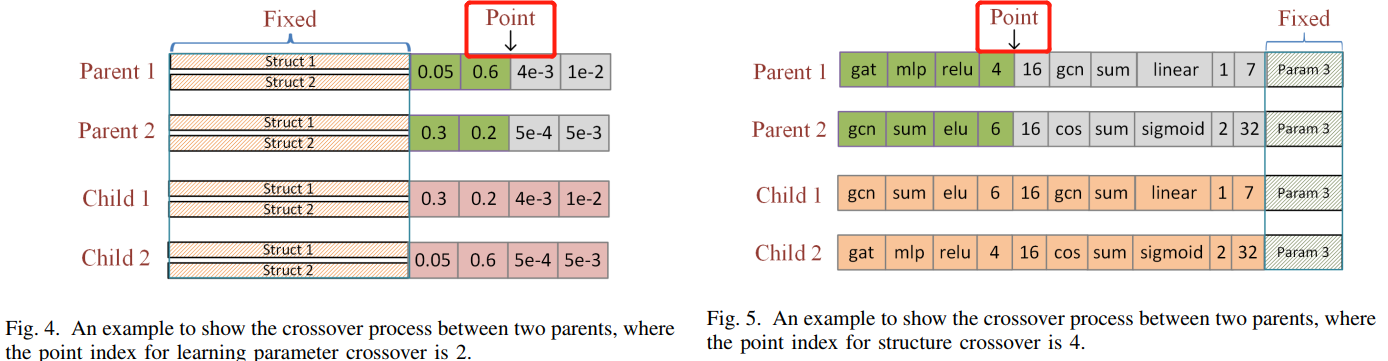 Fixed
Point
Struct 1
Struct 2
Parent 1
0.05 0.6 4e-3 1e-2
Struct 1
Struct 2
Parent 2
0.3 0.2 5e-4 5e-3
Struct 1
Struct 2
Child 1
0.3 0.2 4e-3 1e-2
Struct 1
Struct 2
Child 2
0.05 0.6 5e-4 5e-3
Fig. 4. An example to show the crossover process between two parents, where
the point index for learning parameter crossover is 2.
Point
Fixed
Parent 1 gat mlp relu 4 16 gcn sum linear 1 7 Param 3
Parent 2 gcn sum elu 6 16 cos sum sigmoid 2 32 Param 3
Child 1 gcn sum elu 6 16 gcn sum linear 1 7 Param 3
Child 2 gat mlp relu 4 16 cos sum sigmoid 2 32 Param 3
Fig. 5. An example to show the crossover process between two parents, where
the point index for structure crossover is 4.